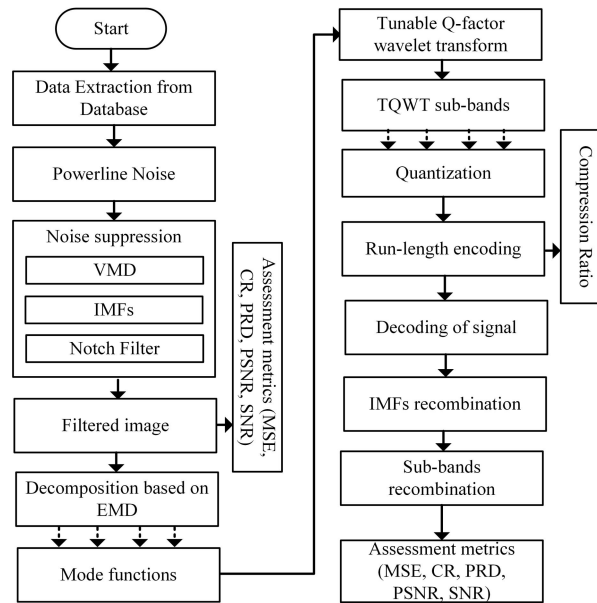 Start
Data Extraction from
Database
Powerline Noise
Noise suppression
VMD
IMFs
Notch Filter
Filtered image
Assessment metrics (MSE,
CR, PRD, PSNR, SNR)
Decomposition based on
EMD
Mode functions
Tunable Q-factor
wavelet transform
TQWT sub-bands
Quantization
Run-length encoding
Compression Ratio
Decoding of signal
IMFs recombination
Sub-bands
recombination
Assessment metrics
(MSE, CR, PRD,
PSNR, SNR)